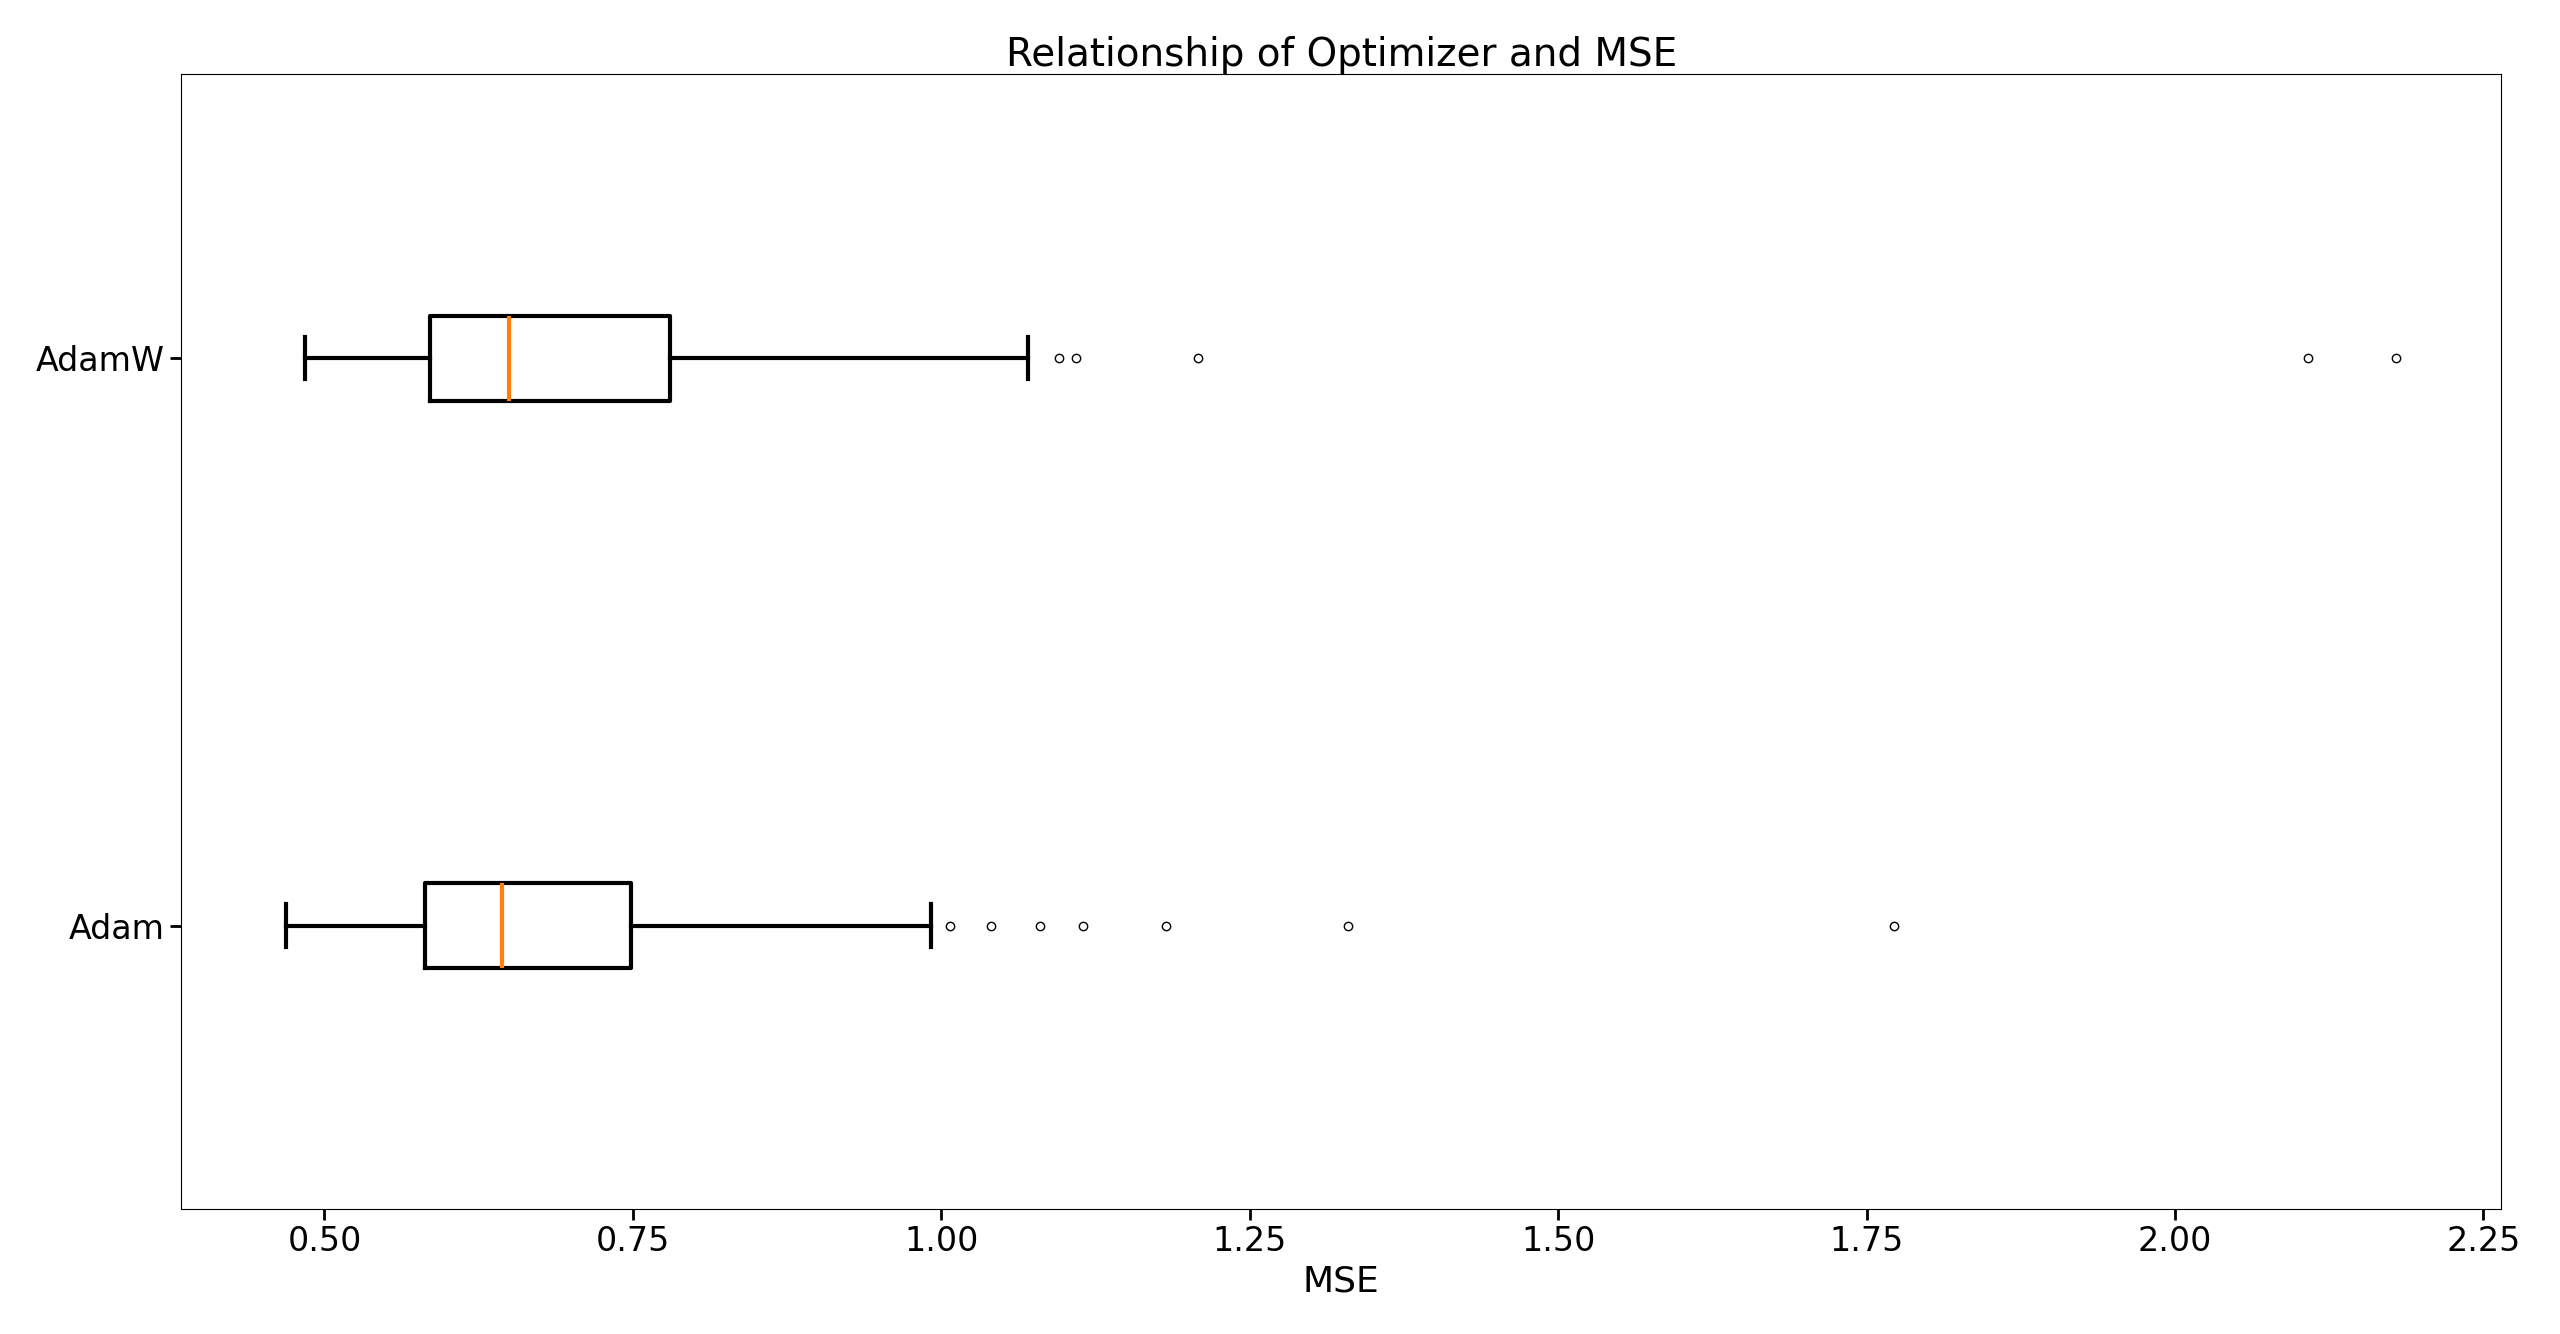 Relationship of Optimizer and MSE
AdamW
Adam
0.50 0.75 1.00 1.25 1.50 1.75 2.00 2.25
MSE